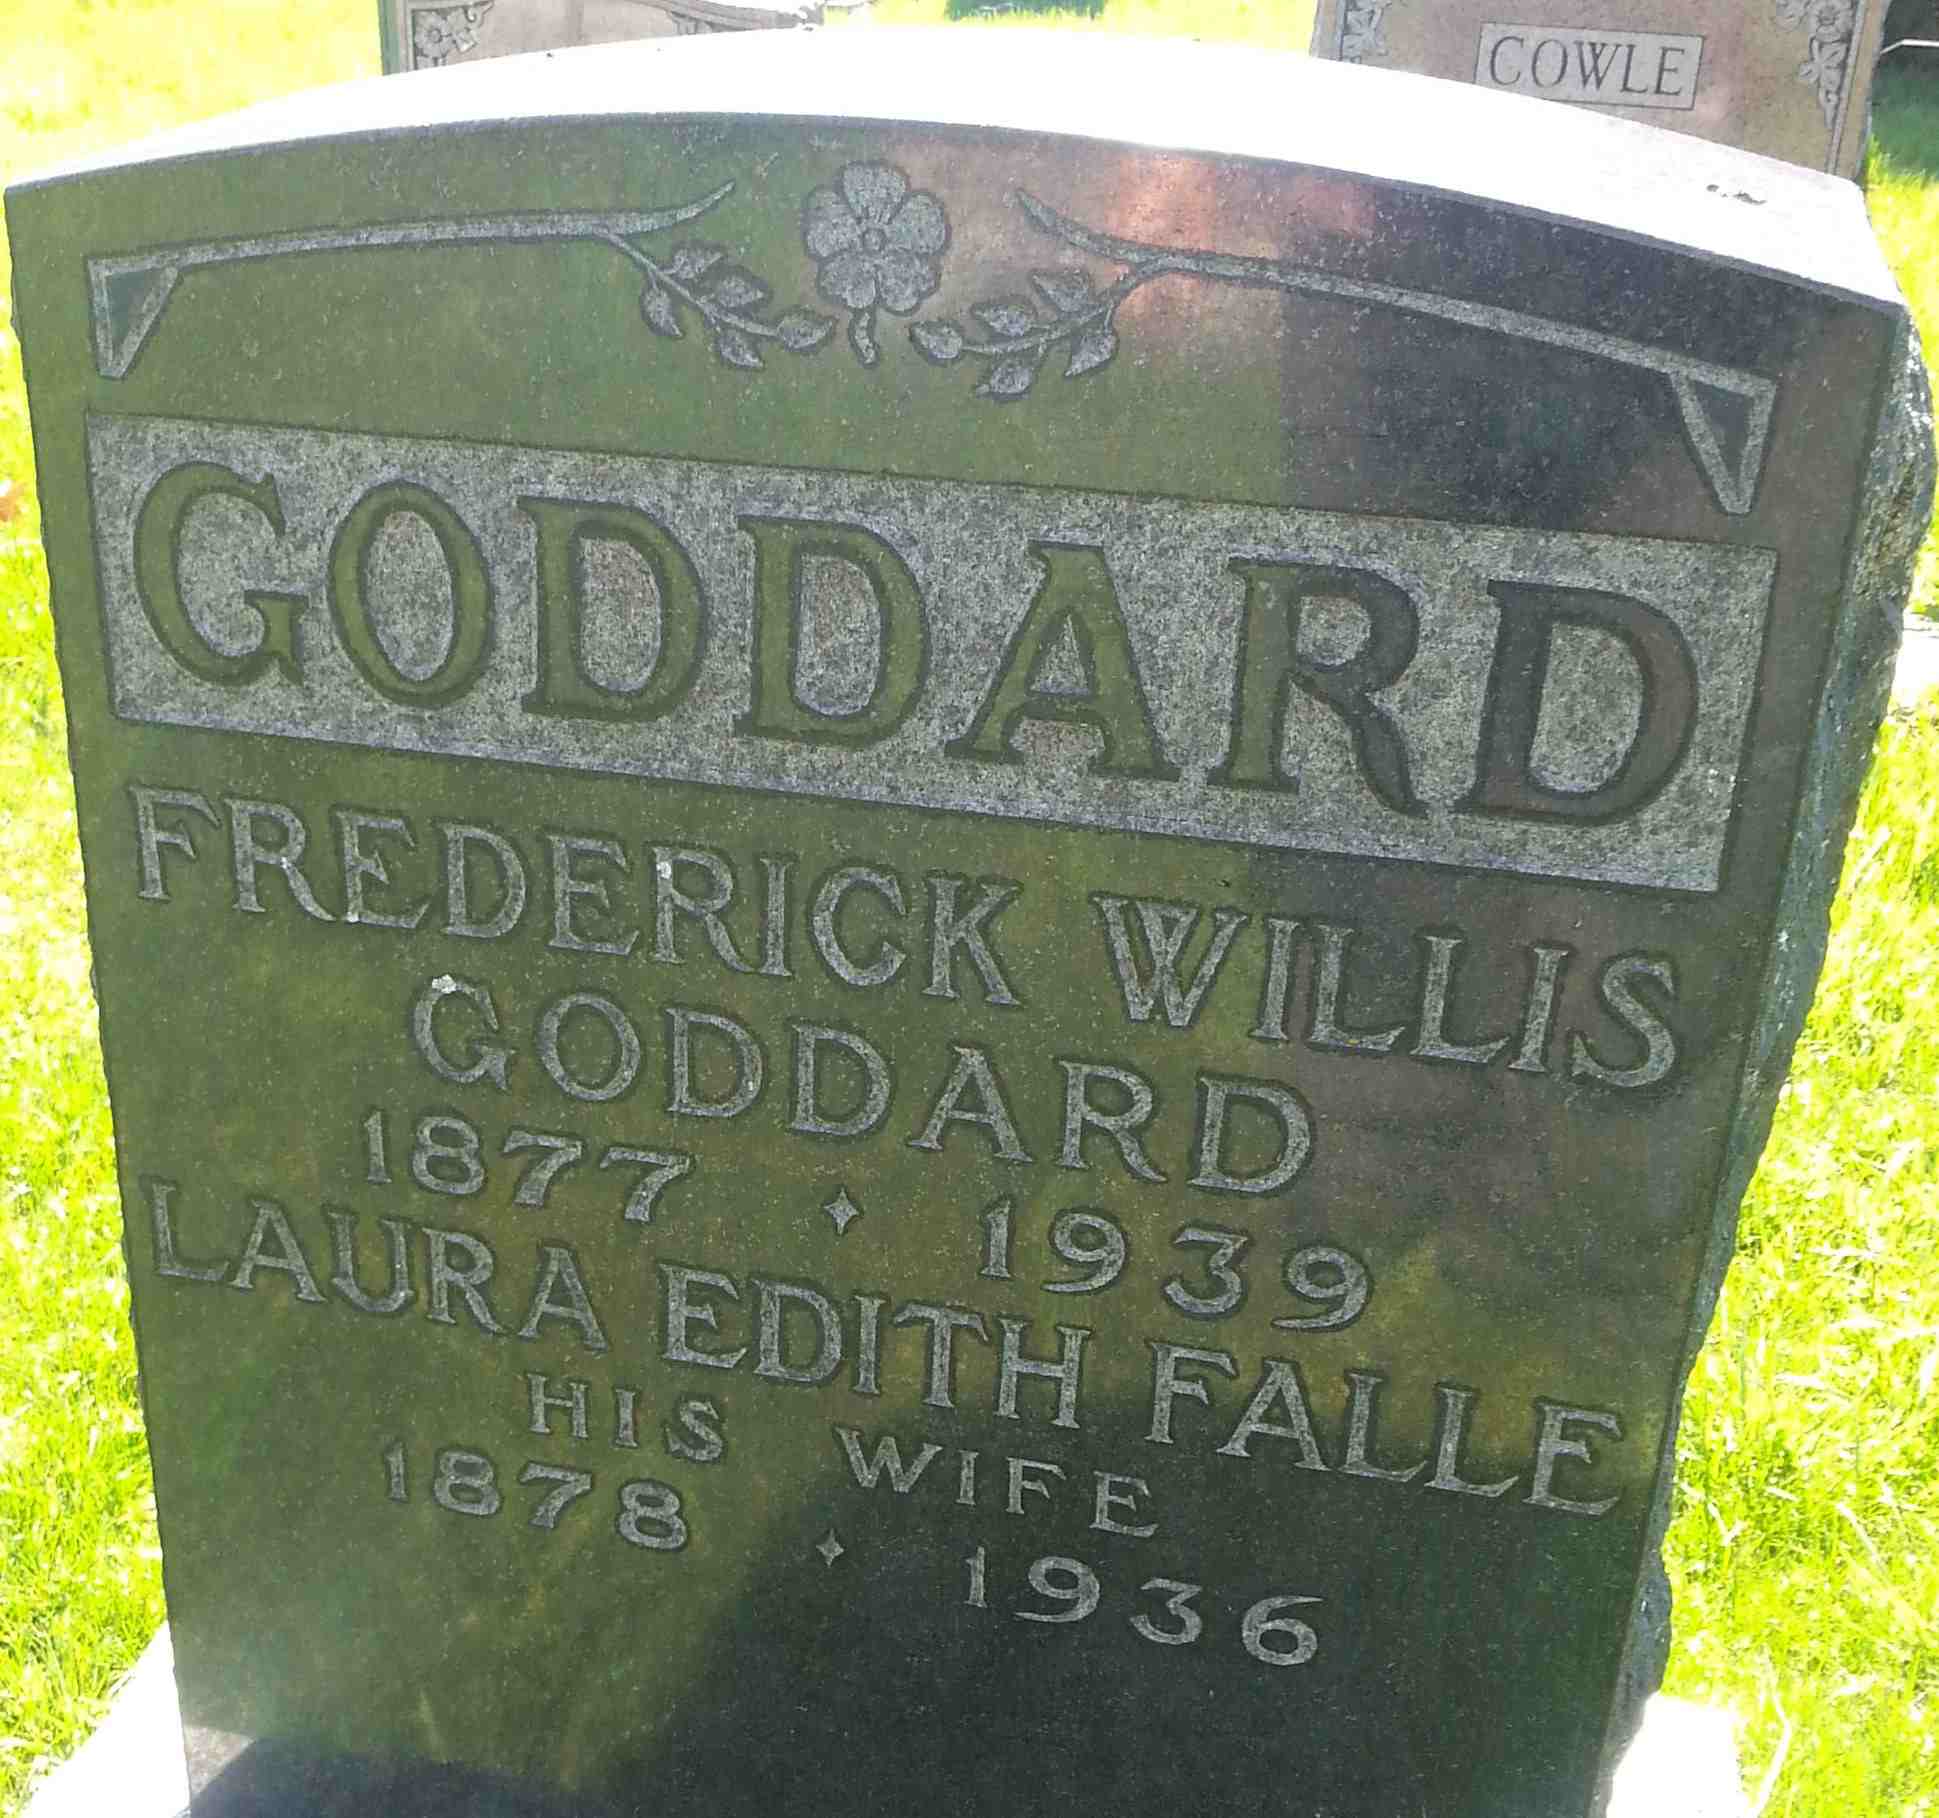 COWLE
GODDARD
FREDERICK WILLIS
GODDARD
1877 · 1939
LAURA EDITH FALLE
HIS WIFE
1878 · 1936